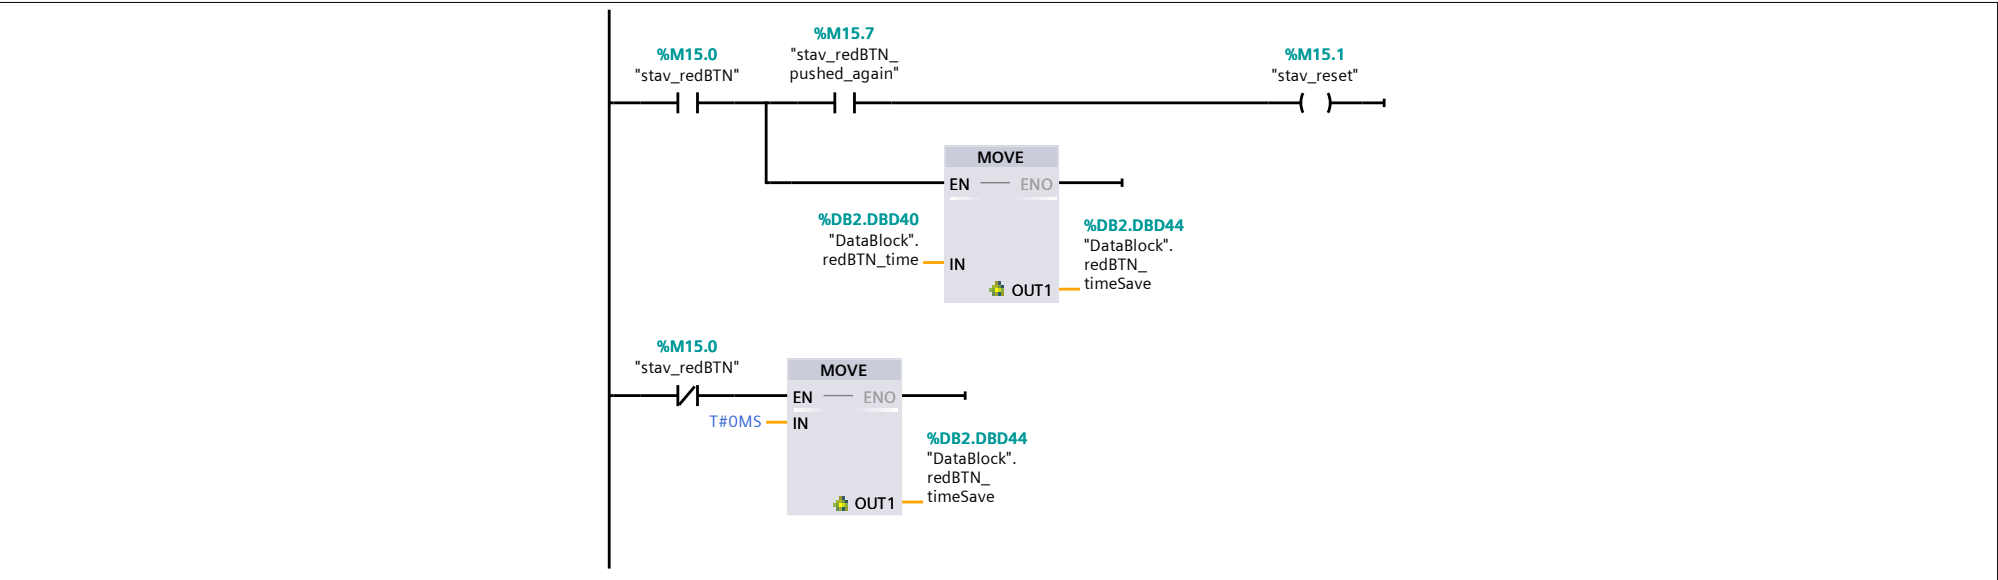 %M15.0
"stav_redBTN"
%M15.7
"stav_redBTN_
pushed_again"
%M15.1
"stav_reset"
MOVE
EN
ENO
%DB2.DBD40
"DataBlock".
redBTN_time
IN
OUT1
%DB2.DBD44
"DataBlock".
redBTN_
timeSave
%M15.0
"stav_redBTN"
MOVE
EN
ENO
T#0MS
IN
OUT1
%DB2.DBD44
"DataBlock".
redBTN_
timeSave